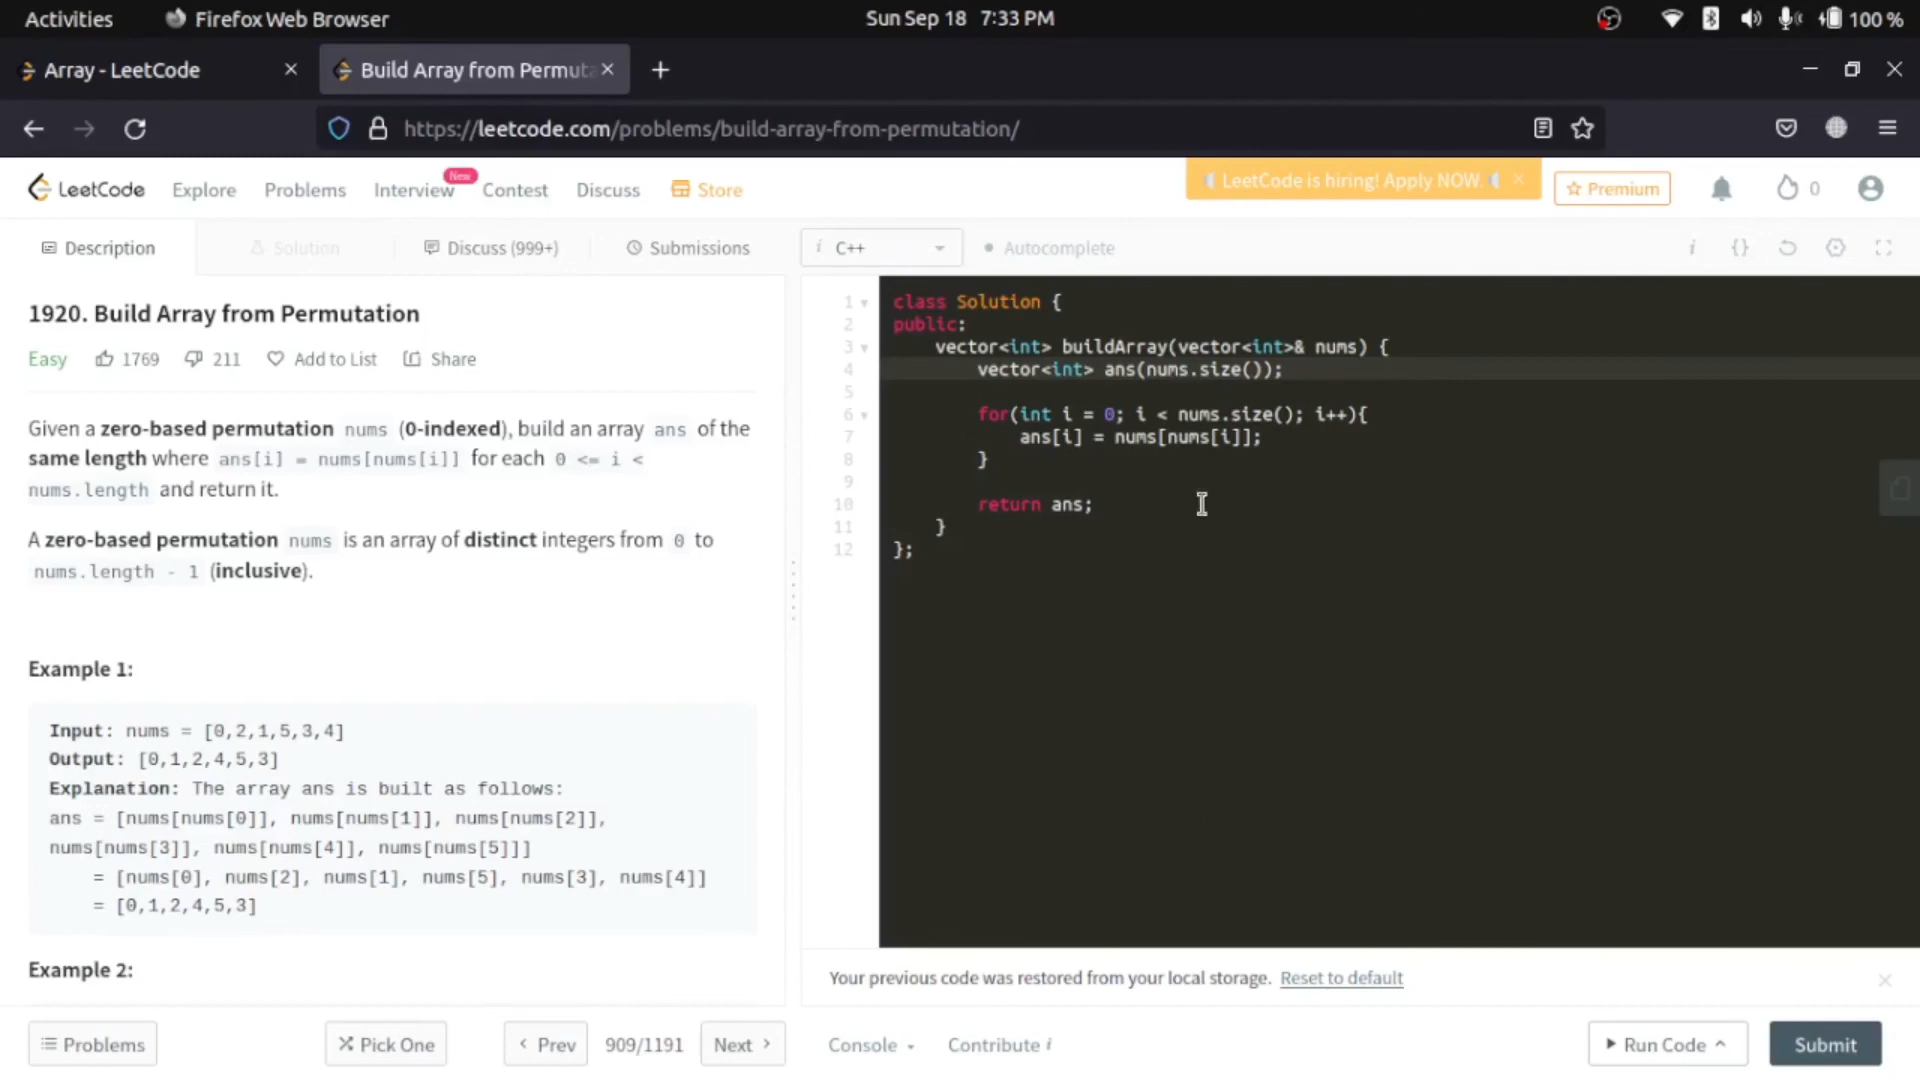 Activities Firefox Web Browser Sun Sep 18 7:33 PM 100 %
Array - LeetCode Build Array from Permuta
https://leetcode.com/problems/build-array-from-permutation/
LeetCode Explore Problems Interview New Contest Discuss Store LeetCode is hiring! Apply NOW. Premium 0
Description Solution Discuss (999+) Submissions i C++ Autocomplete i {}
1920. Build Array from Permutation
Easy 1769 211 Add to List Share
Given a zero-based permutation nums (0-indexed), build an array ans of the
same length where ans[i] = nums[nums[i]] for each 0 <= i <
nums.length and return it.
A zero-based permutation nums is an array of distinct integers from 0 to
nums.length - 1 (inclusive).
Example 1:
Input: nums = [0,2,1,5,3,4]
Output: [0,1,2,4,5,3]
Explanation: The array ans is built as follows:
ans = [nums[nums[0]], nums[nums[1]], nums[nums[2]],
nums[nums[3]], nums[nums[4]], nums[nums[5]]]
= [nums[0], nums[2], nums[1], nums[5], nums[3], nums[4]]
= [0,1,2,4,5,3]
Example 2:
1 class Solution {
2 public:
3 vector<int> buildArray(vector<int>& nums) {
4 vector<int> ans(nums.size());
5
6 for(int i = 0; i < nums.size(); i++){
7 ans[i] = nums[nums[i]];
8 }
9
10 return ans;
11 }
12 };
Your previous code was restored from your local storage. Reset to default
Problems Pick One Prev 909/1191 Next Console Contribute i Run Code Submit